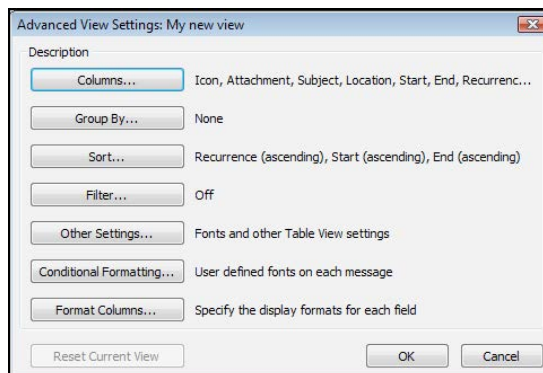 Advanced View Settings: My new view
Description
Columns... Icon, Attachment, Subject, Location, Start, End, Recurrenc...
Group By... None
Sort... Recurrence (ascending), Start (ascending), End (ascending)
Filter... Off
Other Settings... Fonts and other Table View settings
Conditional Formatting... User defined fonts on each message
Format Columns... Specify the display formats for each field
Reset Current View OK Cancel